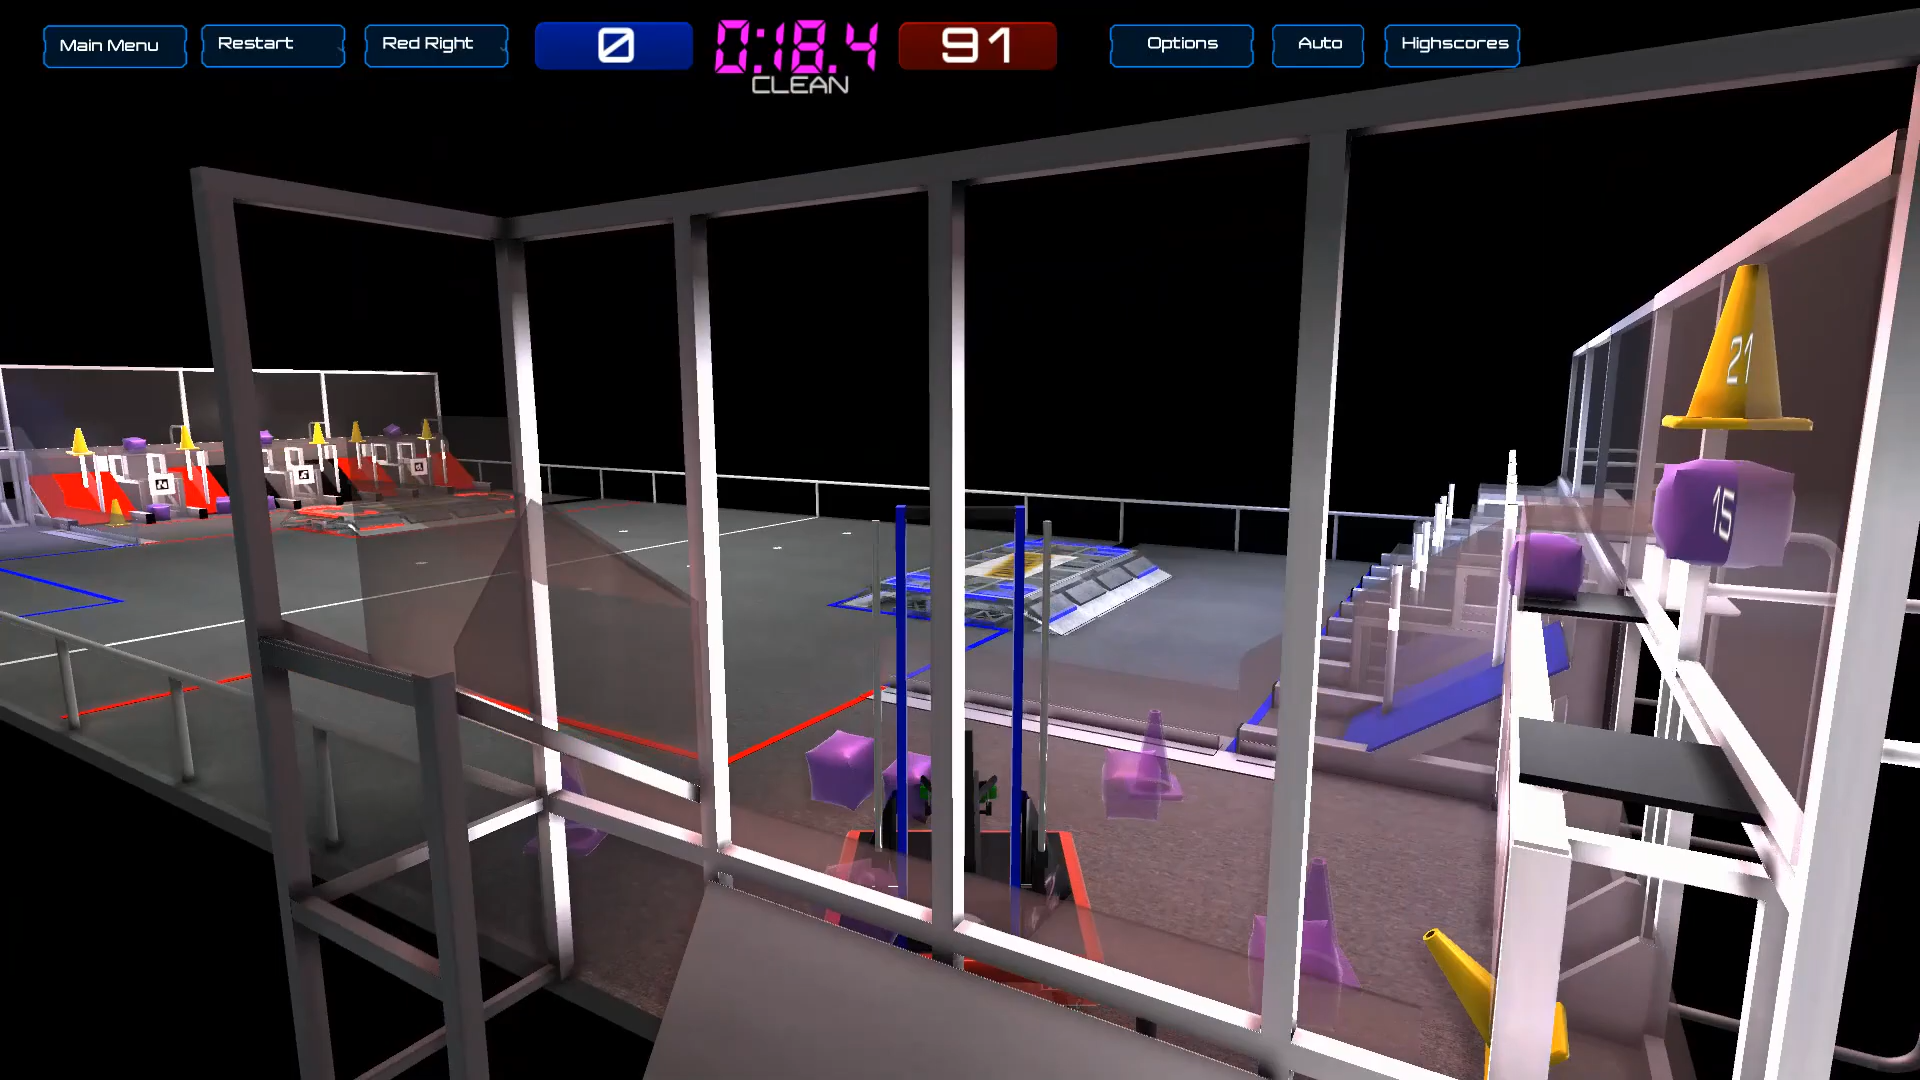 Main Menu
Restart
Red Right
0
0:18.4
91
CLEAN
Options
Auto
Highscores
21
15